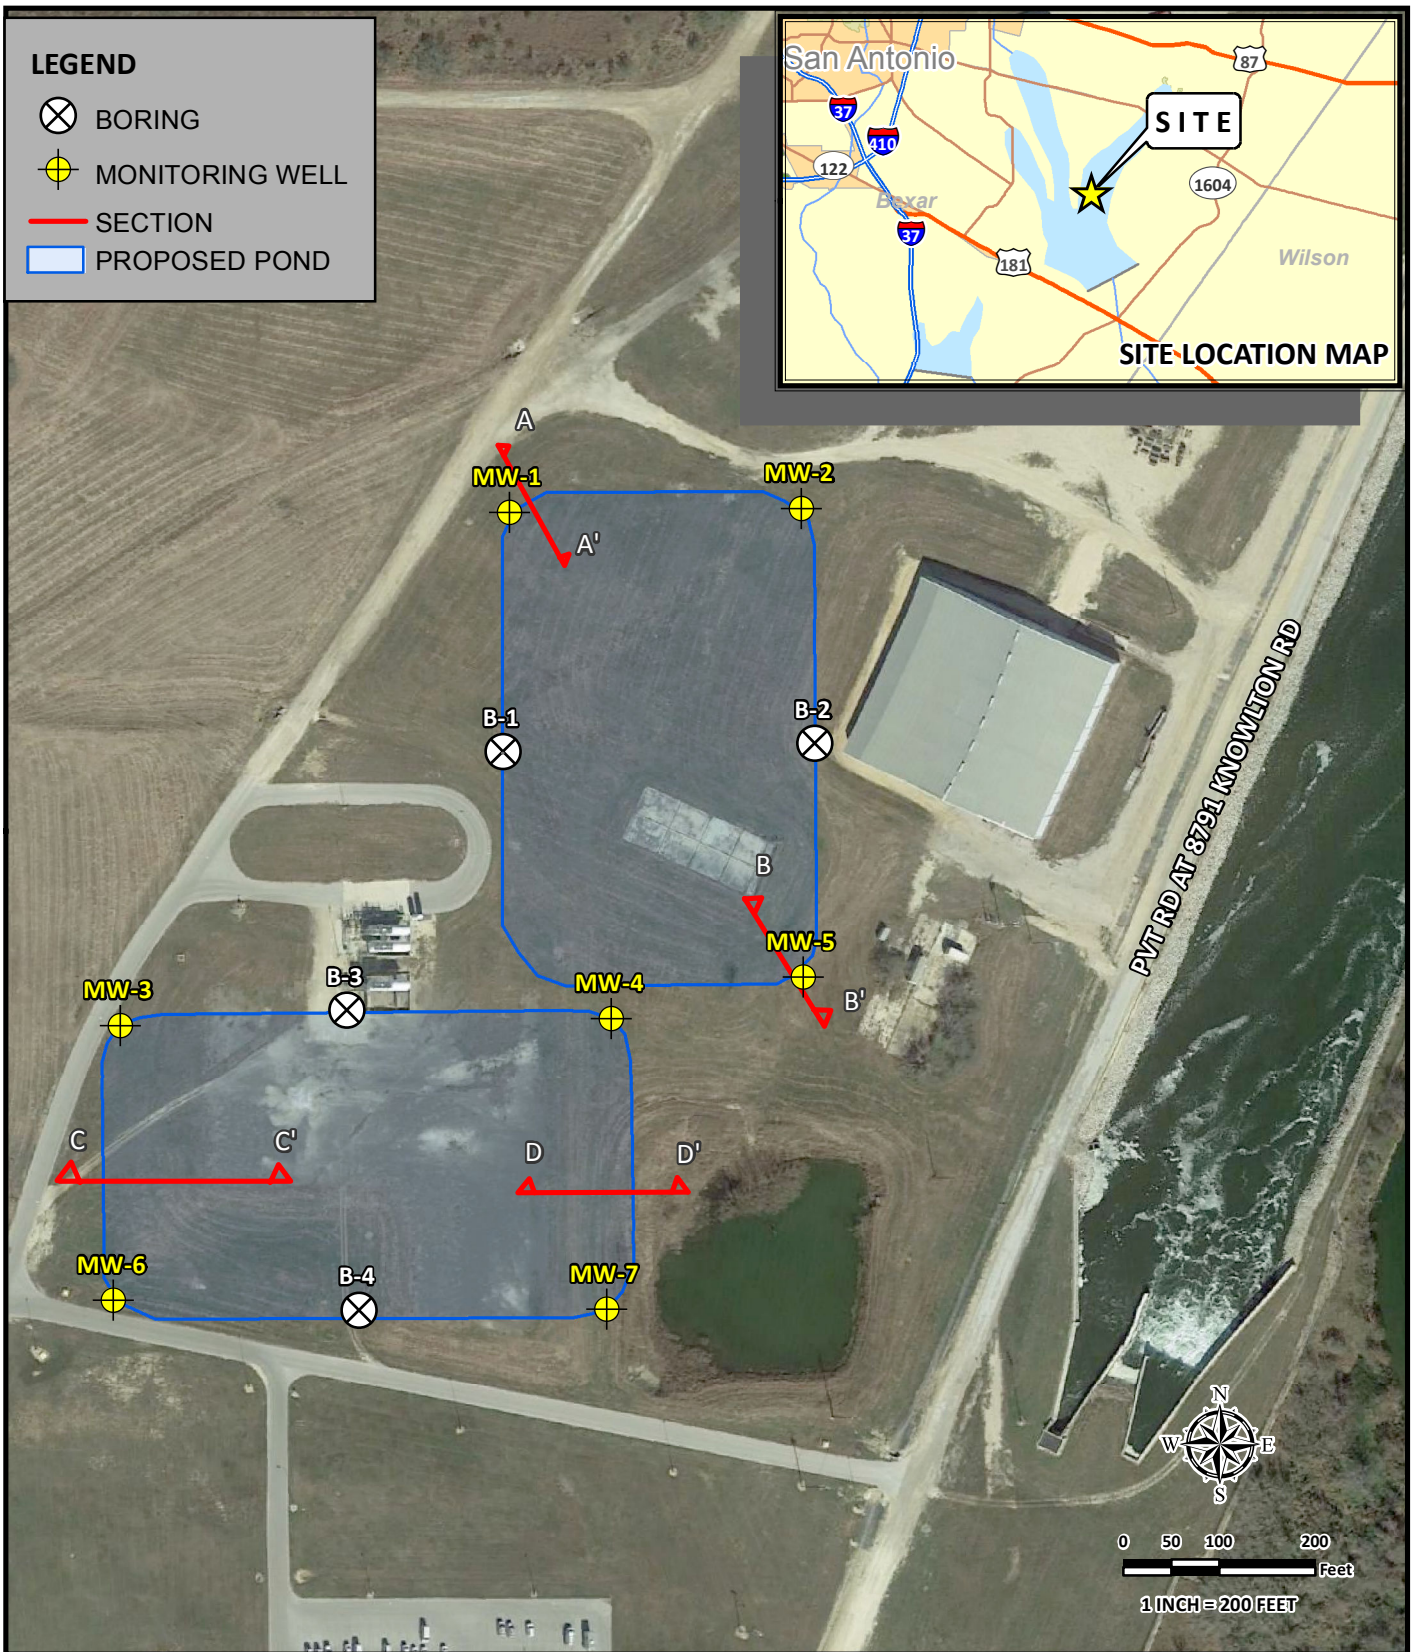 LEGEND
BORING
MONITORING WELL
SECTION
PROPOSED POND
San Antonio
87
37
410
122
SITE
1604
Bexar
37
181
Wilson
SITE LOCATION MAP
A
MW-1
MW-2
A'
B-1
B-2
PVT RD AT 8791 KNOWLTON RD
B
MW-5
B-3
MW-4
MW-3
B'
C
C'
D
D'
MW-6
B-4
MW-7
N
W
E
S
0 50 100 200
Feet
1 INCH = 200 FEET